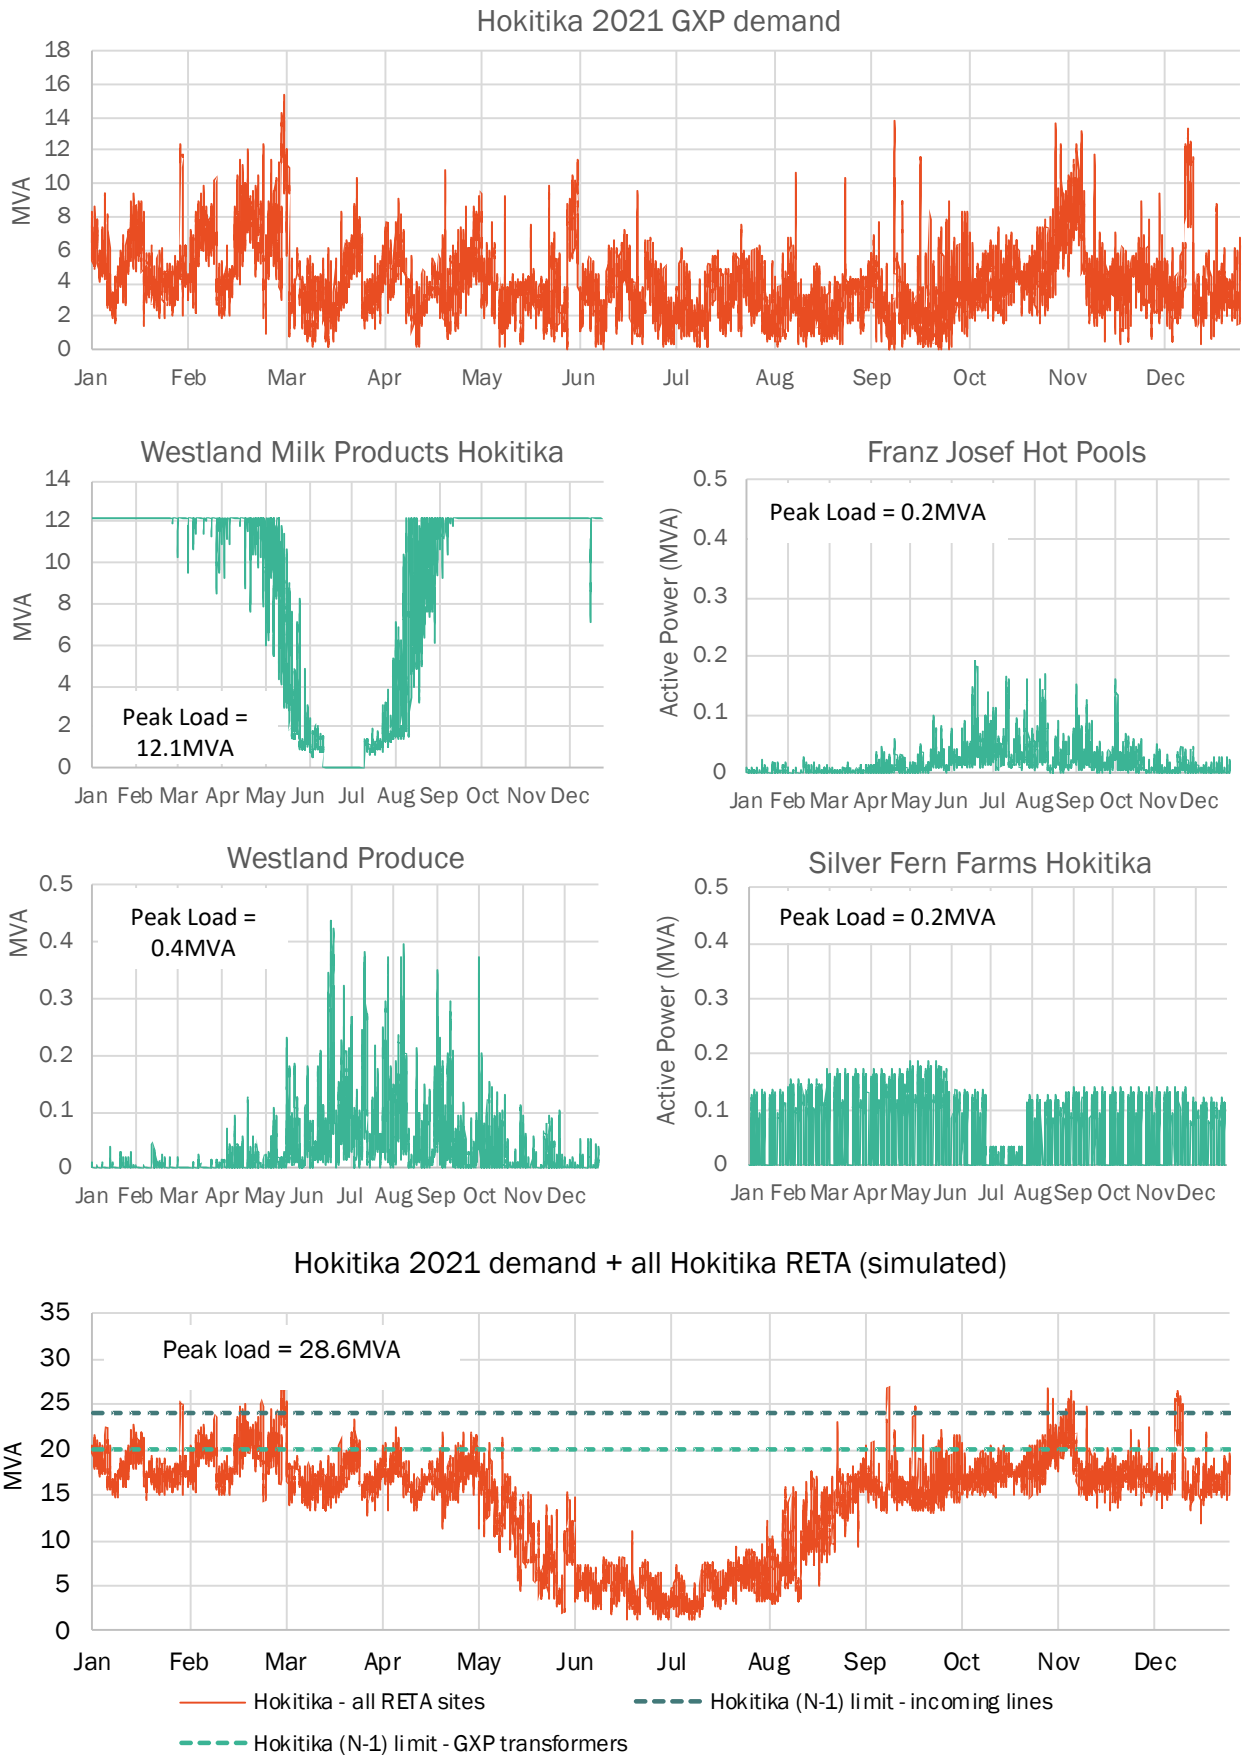 Hokitika 2021 GXP demand
18
16
14
12
10
8
6
4
2
0
MVA
Jan Feb Mar Apr May Jun Jul Aug Sep Oct Nov Dec
Westland Milk Products Hokitika
14
12
10
8
6
4
2
0
MVA
Peak Load =
12.1MVA
Jan Feb Mar Apr May Jun Jul Aug Sep Oct Nov Dec
Franz Josef Hot Pools
0.5
0.4
0.3
0.2
0.1
0
Active Power (MVA)
Peak Load = 0.2MVA
Jan Feb Mar Apr May Jun Jul Aug Sep Oct Nov Dec
Westland Produce
0.5
0.4
0.3
0.2
0.1
0
MVA
Peak Load =
0.4MVA
Jan Feb Mar Apr May Jun Jul Aug Sep Oct Nov Dec
Silver Fern Farms Hokitika
0.5
0.4
0.3
0.2
0.1
0
Active Power (MVA)
Peak Load = 0.2MVA
Jan Feb Mar Apr May Jun Jul Aug Sep Oct Nov Dec
Hokitika 2021 demand + all Hokitika RETA (simulated)
35
30
25
20
15
10
5
0
MVA
Peak load = 28.6MVA
Jan Feb Mar Apr May Jun Jul Aug Sep Oct Nov Dec
Hokitika - all RETA sites
Hokitika (N-1) limit - incoming lines
Hokitika (N-1) limit - GXP transformers